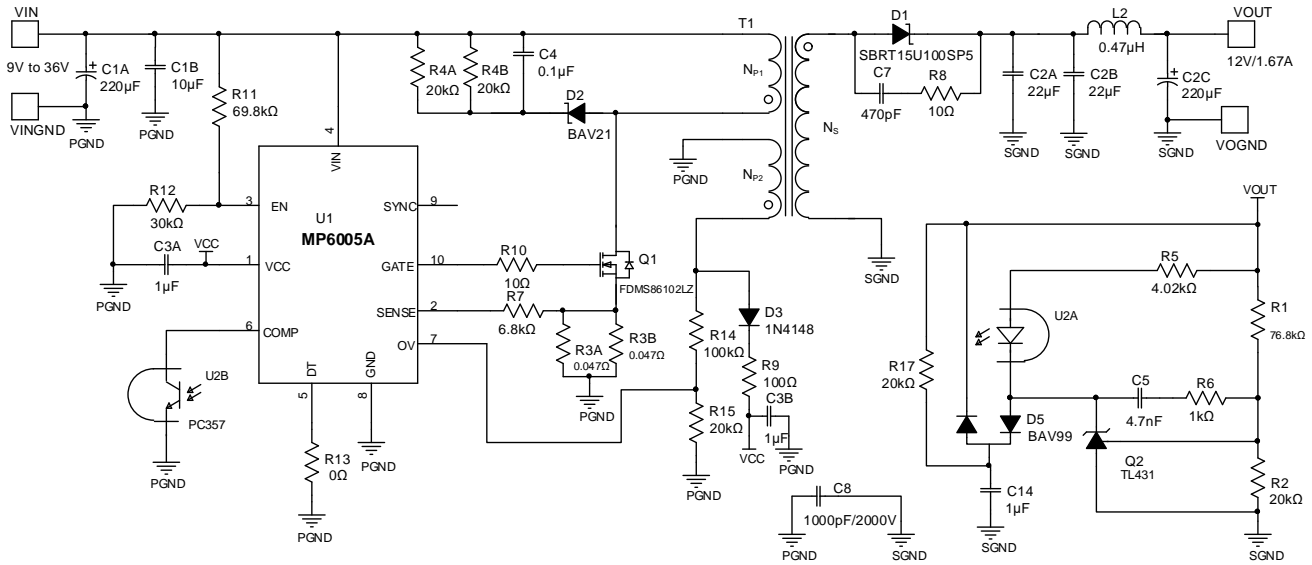 VIN
9V to 36V
VINGND
C1A
220µF
+
PGND
C1B
10µF
PGND
R11
69.8kΩ
R12
30kΩ
C3A
1µF
VCC
PGND
4
VIN
3
EN
1
VCC
6
COMP
U1
MP6005A
SYNC
9
GATE
10
SENSE
2
OV
7
DT
5
GND
8
U2B
PC357
PGND
R13
0Ω
PGND
PGND
R4A
20kΩ
R4B
20kΩ
C4
0.1µF
D2
BAV21
R10
10Ω
R7
6.8kΩ
Q1
FDMS86102LZ
R3A
0.047Ω
R3B
0.047Ω
PGND
T1
NP1
NP2
NS
PGND
R14
100kΩ
R15
20kΩ
PGND
D3
1N4148
R9
100Ω
C3B
1µF
VCC
PGND
D1
SBRT15U100SP5
C7
470pF
R8
10Ω
SGND
C2A
22µF
SGND
C2B
22µF
SGND
L2
0.47µH
C2C
220µF
+
SGND
VOUT
12V/1.67A
VOGND
C8
1000pF/2000V
PGND
SGND
VOUT
R5
4.02kΩ
R1
76.8kΩ
U2A
R17
20kΩ
C5
4.7nF
R6
1kΩ
D5
BAV99
Q2
TL431
R2
20kΩ
C14
1µF
SGND
SGND